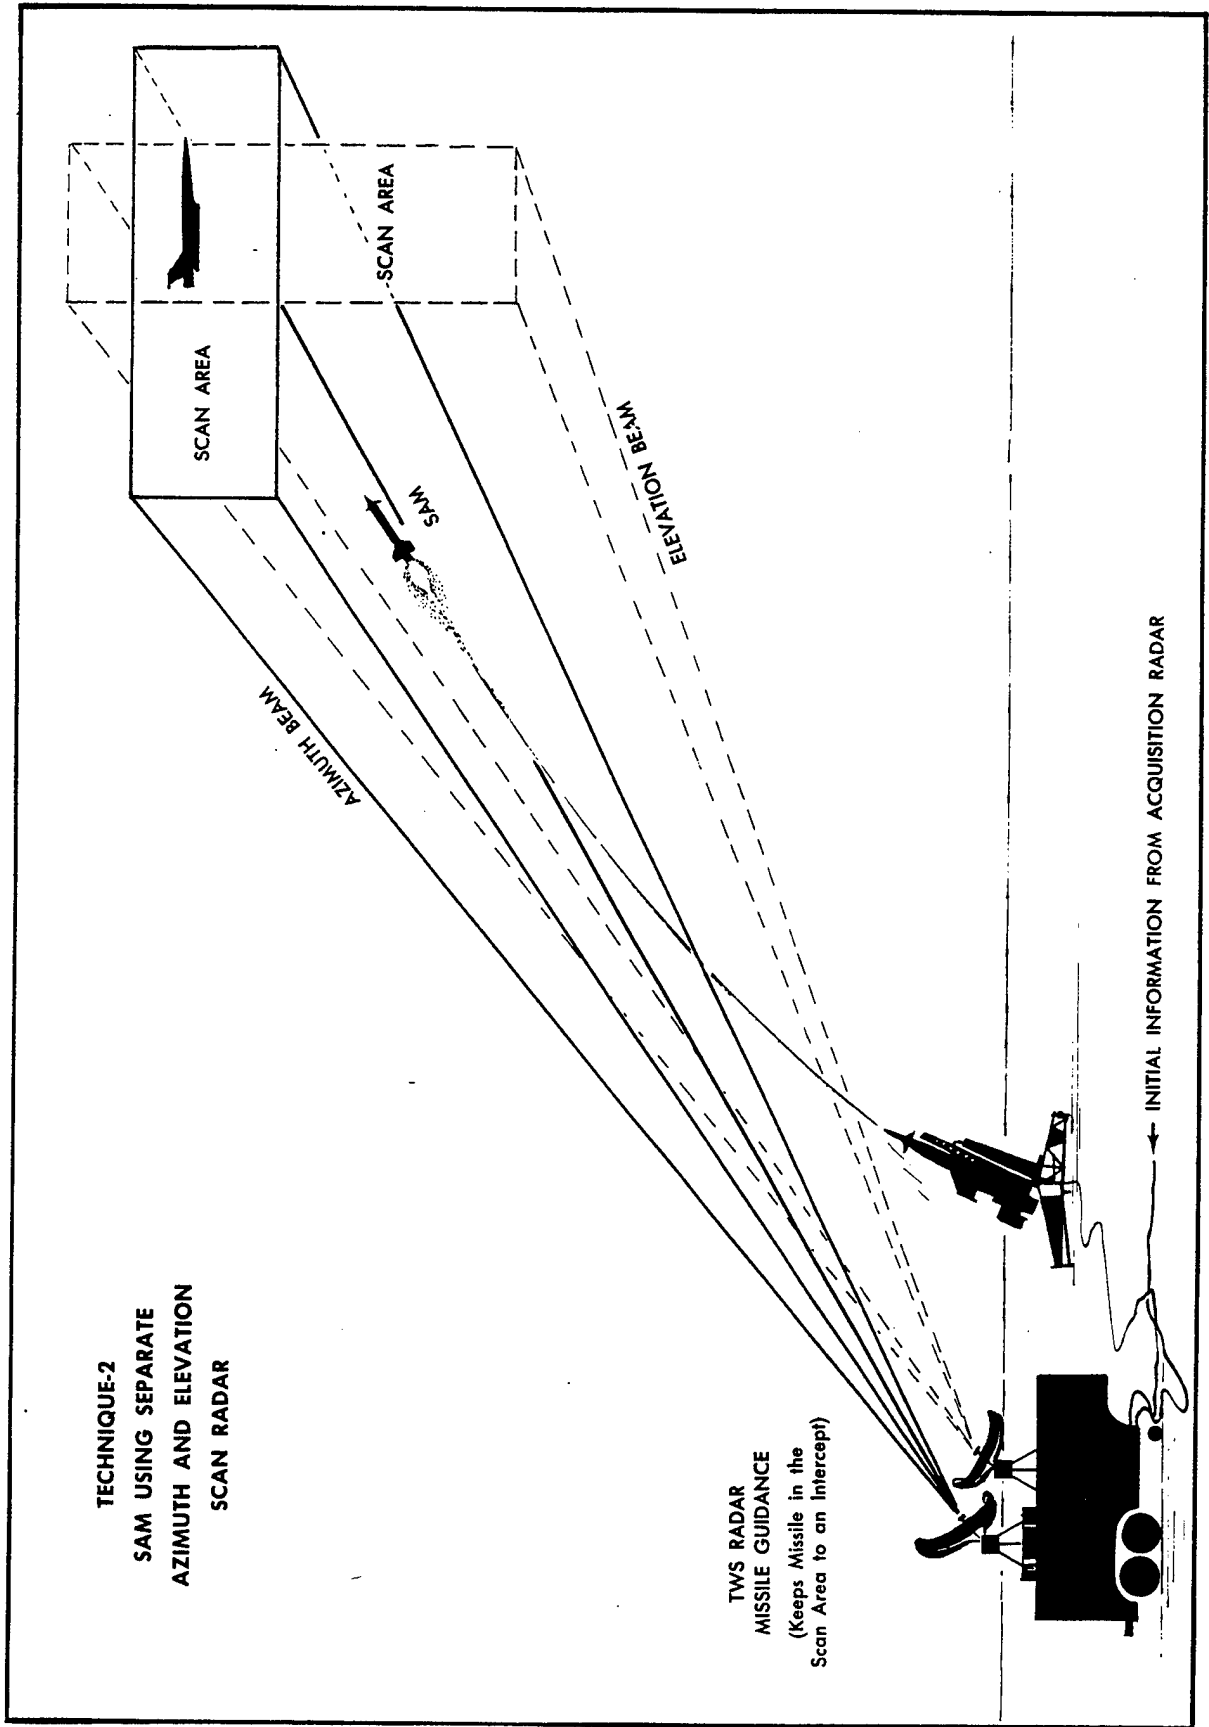 TECHNIQUE-2
SAM USING SEPARATE
AZIMUTH AND ELEVATION
SCAN RADAR
SCAN AREA
SCAN AREA
AZIMUTH BEAM
SAM
ELEVATION BEAM
TWS RADAR
MISSILE GUIDANCE
(Keeps Missile in the
Scan Area to an Intercept)
INITIAL INFORMATION FROM ACQUISITION RADAR